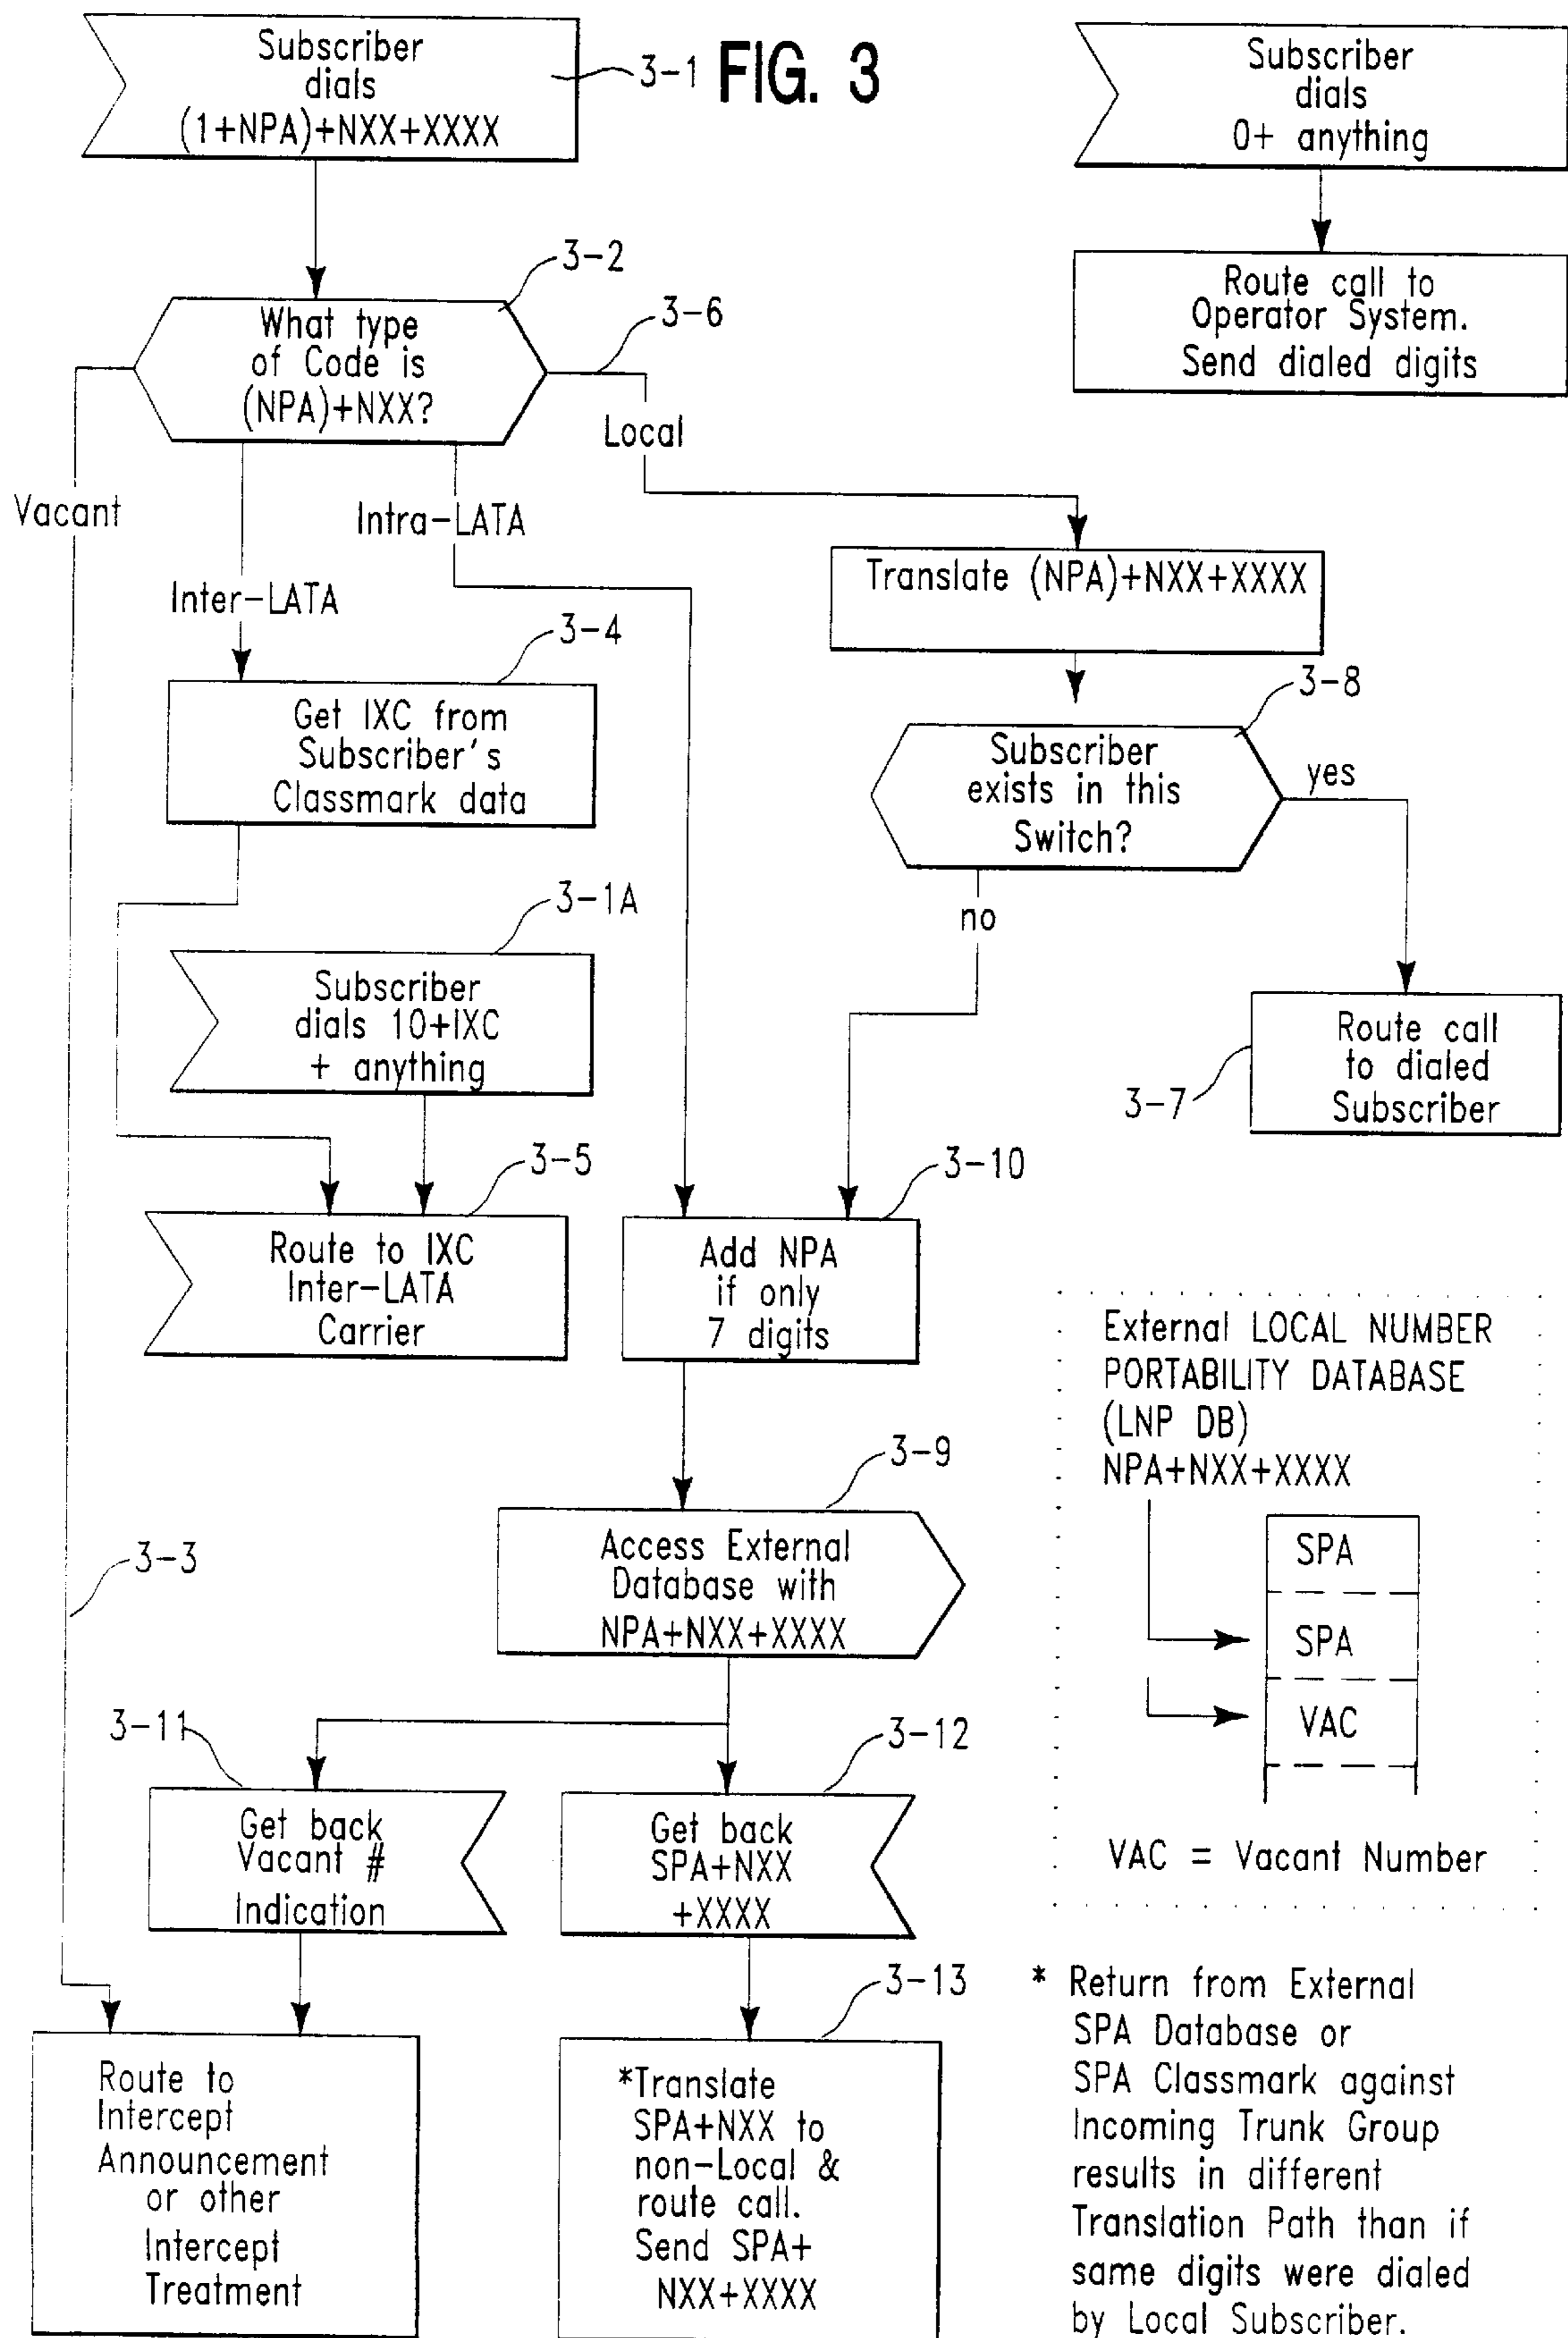 Subscriber
dials
(1+NPA)+NXX+XXXX
3-1
FIG. 3
Subscriber
dials
0+ anything
Route call to
Operator System.
Send dialed digits
3-2
What type
of Code is
(NPA)+NXX?
3-6
Local
Vacant
Intra-LATA
Inter-LATA
Translate (NPA)+NXX+XXXX
3-4
Get IXC from
Subscriber's
Classmark data
3-8
Subscriber
exists in this
Switch?
yes
no
3-1A
Subscriber
dials 10+IXC
+ anything
Route call
to dialed
Subscriber
3-7
3-5
Route to IXC
Inter-LATA
Carrier
3-10
Add NPA
if only
7 digits
External LOCAL NUMBER
PORTABILITY DATABASE
(LNP DB)
NPA+NXX+XXXX
SPA
SPA
VAC
VAC = Vacant Number
3-9
Access External
Database with
NPA+NXX+XXXX
3-3
3-11
Get back
Vacant #
Indication
3-12
Get back
SPA+NXX
+XXXX
Route to
Intercept
Announcement
or other
Intercept
Treatment
3-13
*Translate
SPA+NXX to
non-Local &
route call.
Send SPA+
NXX+XXXX
* Return from External
SPA Database or
SPA Classmark against
Incoming Trunk Group
results in different
Translation Path than if
same digits were dialed
by Local Subscriber.